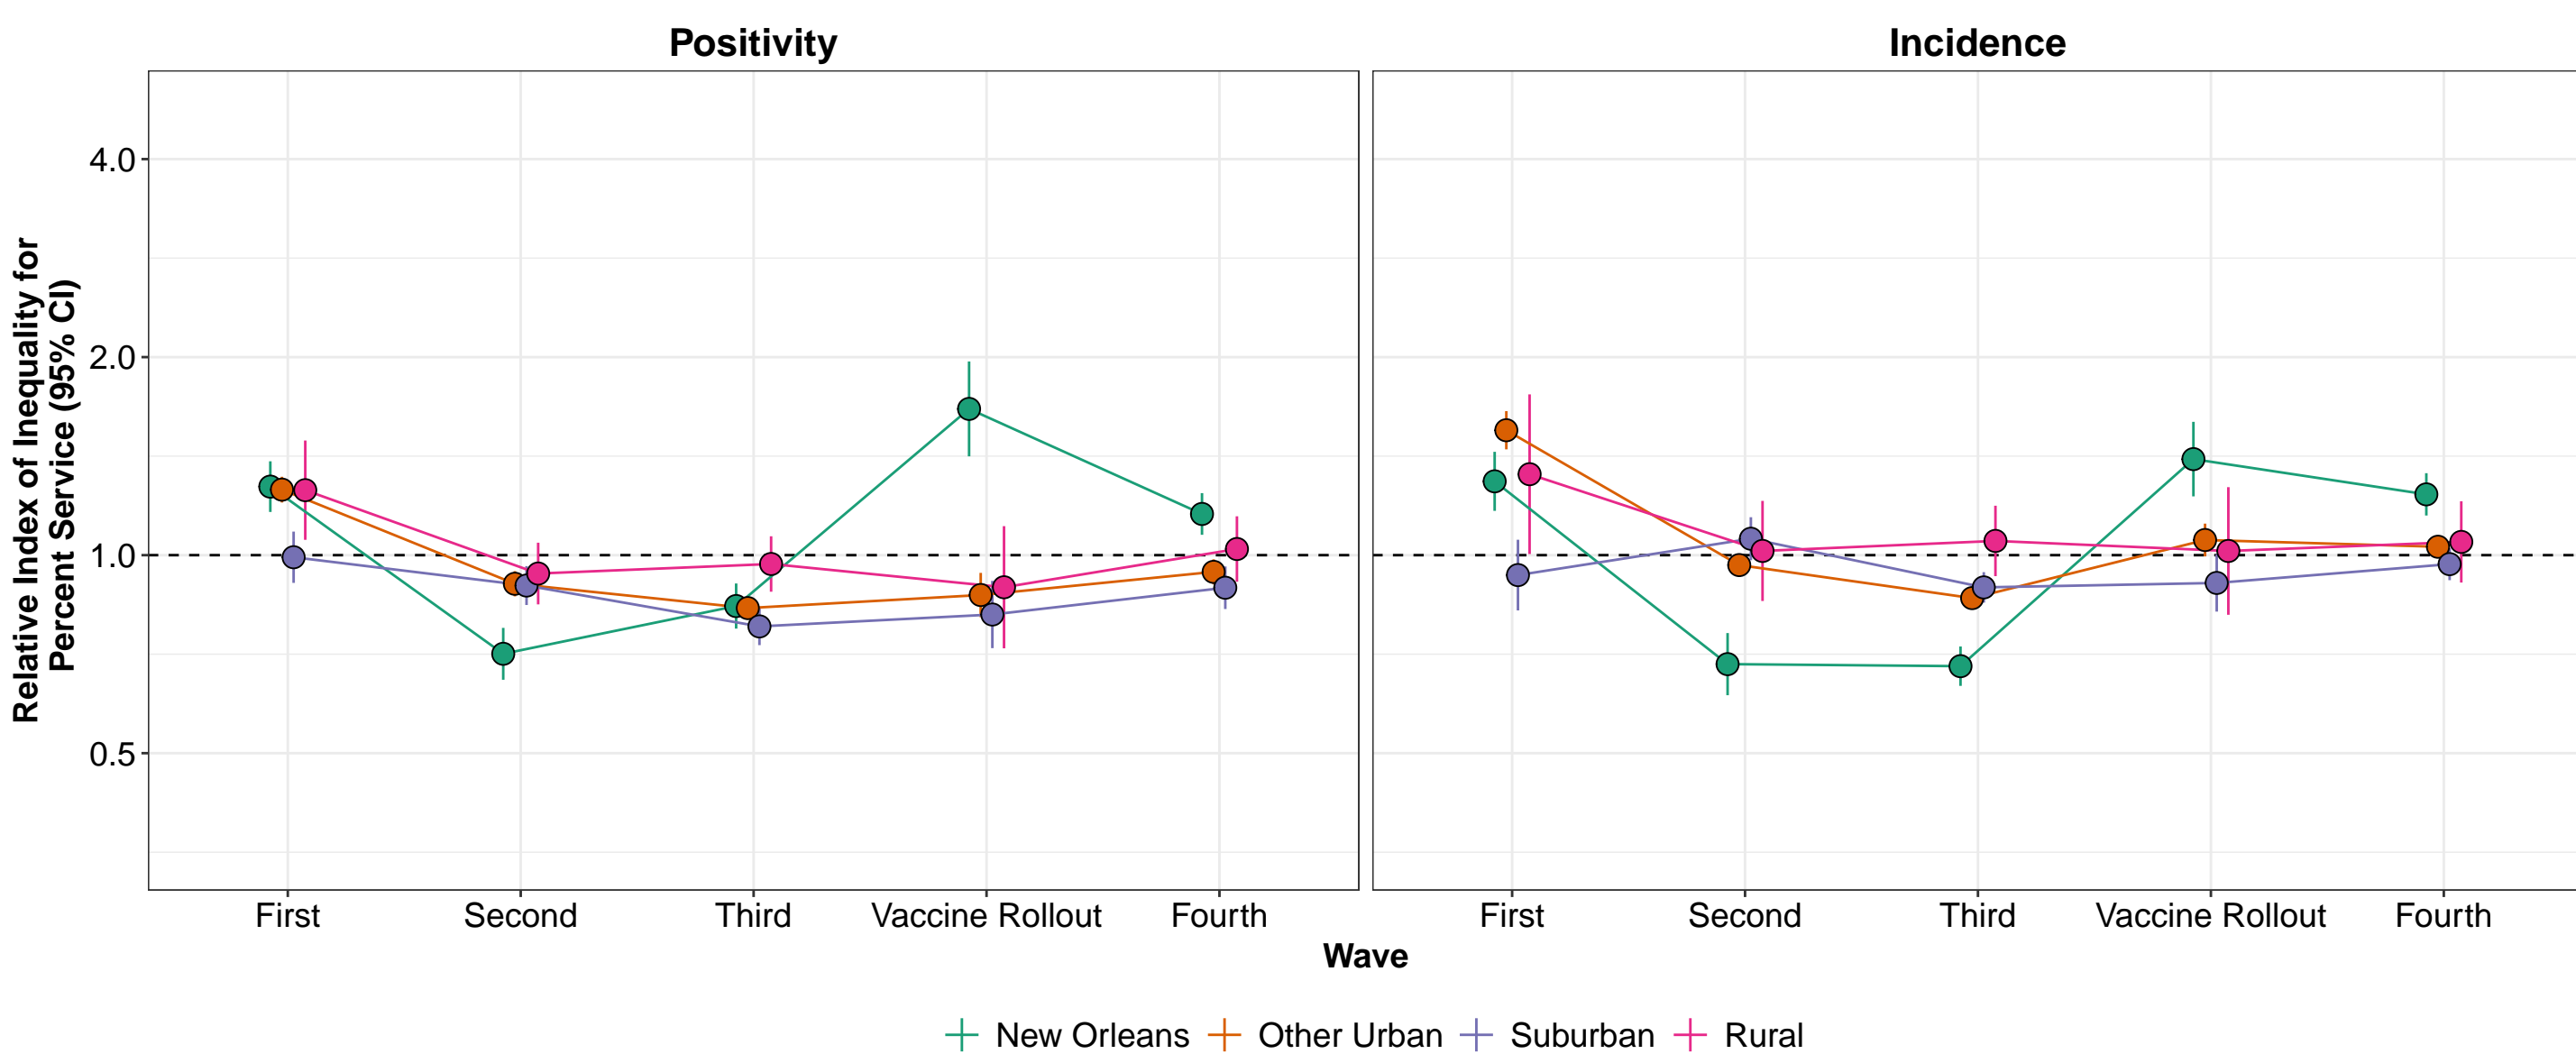 Positivity
Incidence
Relative Index of Inequality for
Percent Service (95% CI)
4.0
2.0
1.0
0.5
First Second Third Vaccine Rollout Fourth
First Second Third Vaccine Rollout Fourth
Wave
New Orleans Other Urban Suburban Rural